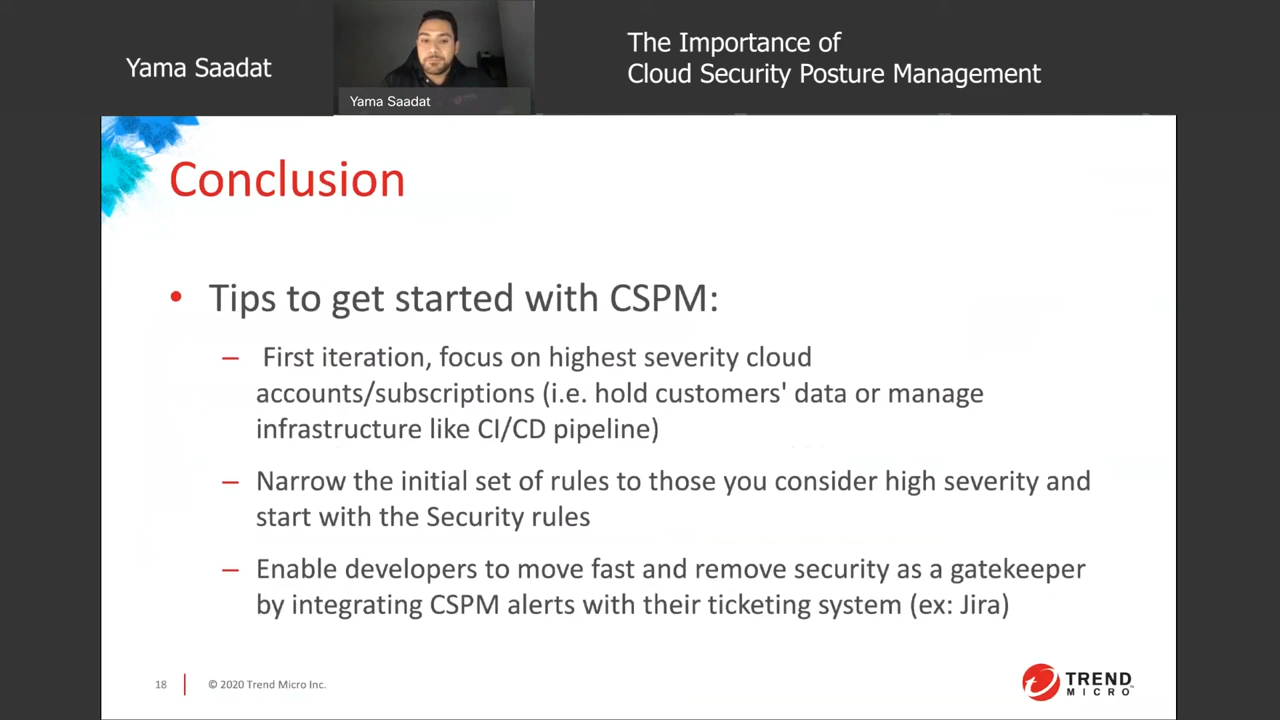 Yama Saadat
Yama Saadat
The Importance of
Cloud Security Posture Management
Conclusion
• Tips to get started with CSPM:
– First iteration, focus on highest severity cloud
accounts/subscriptions (i.e. hold customers' data or manage
infrastructure like CI/CD pipeline)
– Narrow the initial set of rules to those you consider high severity and
start with the Security rules
– Enable developers to move fast and remove security as a gatekeeper
by integrating CSPM alerts with their ticketing system (ex: Jira)
18
© 2020 Trend Micro Inc.
TREND
MICRO™